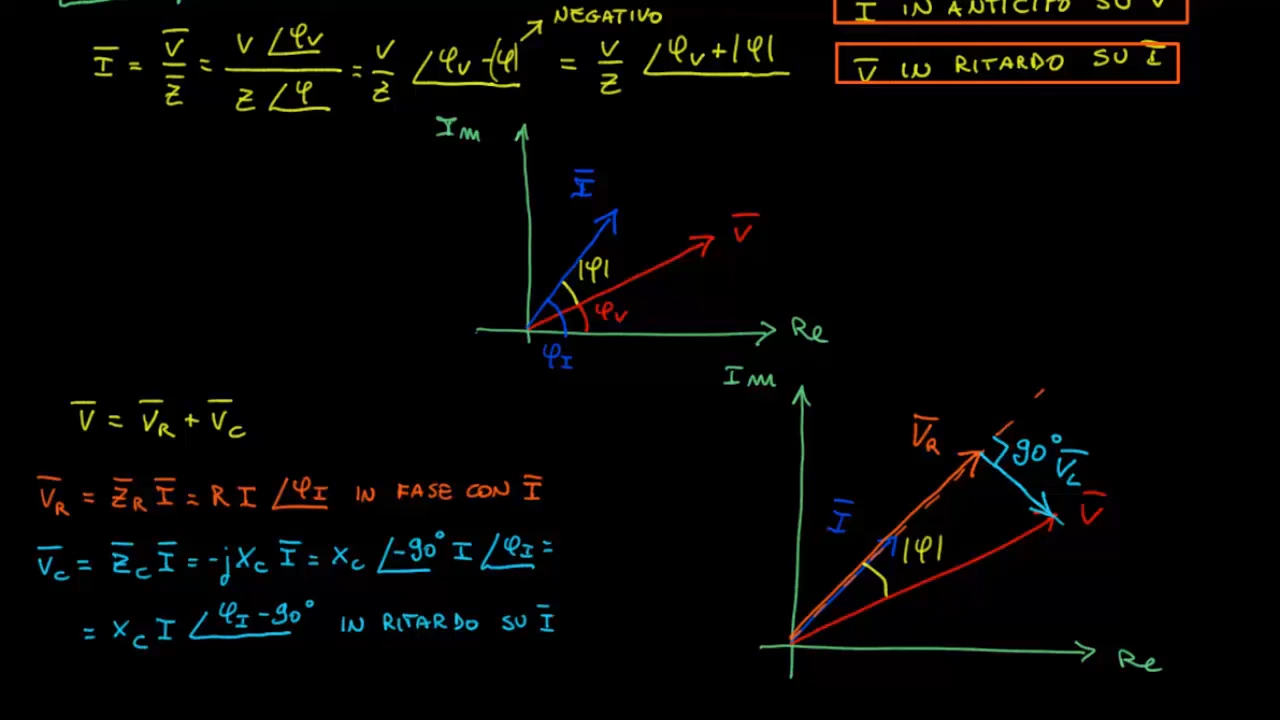 NEGATIVO
I̅ IN ANTICIPO SU V̅
I̅ = V̅/Z̅ = V∠φV / Z∠φ = V/Z ∠φV-(φ) = V/Z ∠φV+|φ|
V̅ IN RITARDO SU I̅
Im
I̅
V̅
|φ|
φV
φI
Re
Im
V̅ = V̅R + V̅C
V̅R
90°
V̅C
V̅
I̅
|φ|
Re
V̅R = Z̅R I̅ = R I ∠φI IN FASE CON I̅
V̅C = Z̅C I̅ = -jXC I̅ = XC ∠-90° I ∠φI =
= XC I ∠φI-90° IN RITARDO SU I̅